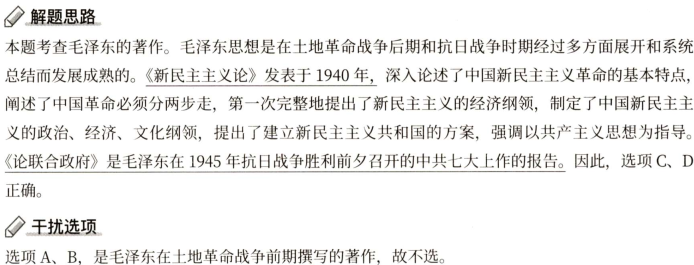 解题思路
本题考查毛泽东的著作。毛泽东思想是在土地革命战争后期和抗日战争时期经过多方面展开和系统
总结而发展成熟的。《新民主主义论》发表于 1940 年，深入论述了中国新民主主义革命的基本特点，
阐述了中国革命必须分两步走，第一次完整地提出了新民主主义的经济纲领，制定了中国新民主主
义的政治、经济、文化纲领，提出了建立新民主主义共和国的方案，强调以共产主义思想为指导。
《论联合政府》是毛泽东在 1945 年抗日战争胜利前夕召开的中共七大上作的报告。因此，选项 C、D
正确。
干扰选项
选项 A、B，是毛泽东在土地革命战争前期撰写的著作，故不选。